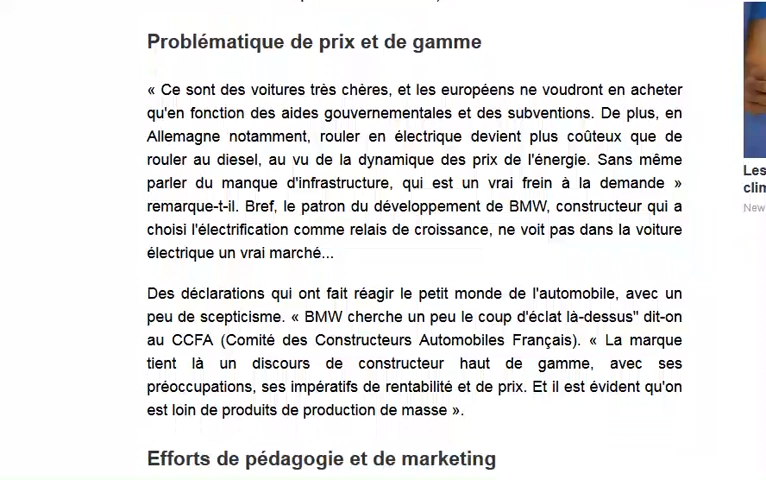 Problématique de prix et de gamme
« Ce sont des voitures très chères, et les européens ne voudront en acheter
qu'en fonction des aides gouvernementales et des subventions. De plus, en
Allemagne notamment, rouler en électrique devient plus coûteux que de
rouler au diesel, au vu de la dynamique des prix de l'énergie. Sans même
parler du manque d'infrastructure, qui est un vrai frein à la demande »
remarque-t-il. Bref, le patron du développement de BMW, constructeur qui a
choisi l'électrification comme relais de croissance, ne voit pas dans la voiture
électrique un vrai marché...
Des déclarations qui ont fait réagir le petit monde de l'automobile, avec un
peu de scepticisme. « BMW cherche un peu le coup d'éclat là-dessus" dit-on
au CCFA (Comité des Constructeurs Automobiles Français). « La marque
tient là un discours de constructeur haut de gamme, avec ses
préoccupations, ses impératifs de rentabilité et de prix. Et il est évident qu'on
est loin de produits de production de masse ».
Efforts de pédagogie et de marketing
Les
clim
New